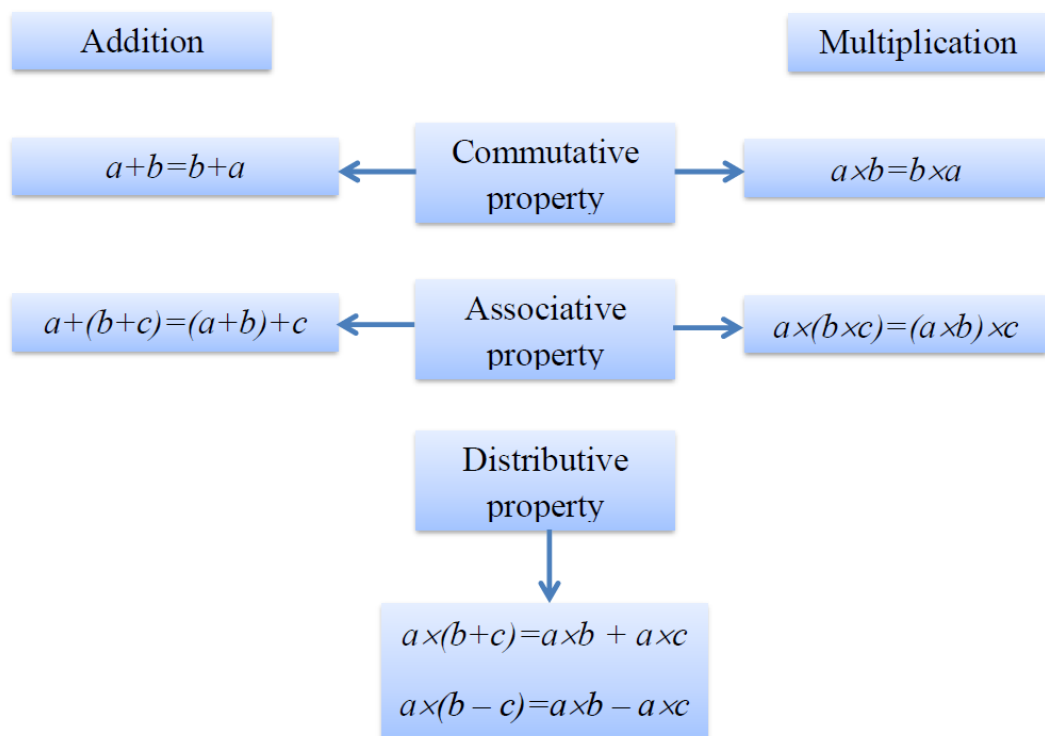 Addition
Multiplication
a+b=b+a
Commutative
property
a×b=b×a
a+(b+c)=(a+b)+c
Associative
property
a×(b×c)=(a×b)×c
Distributive
property
a×(b+c)=a×b + a×c
a×(b – c)=a×b – a×c